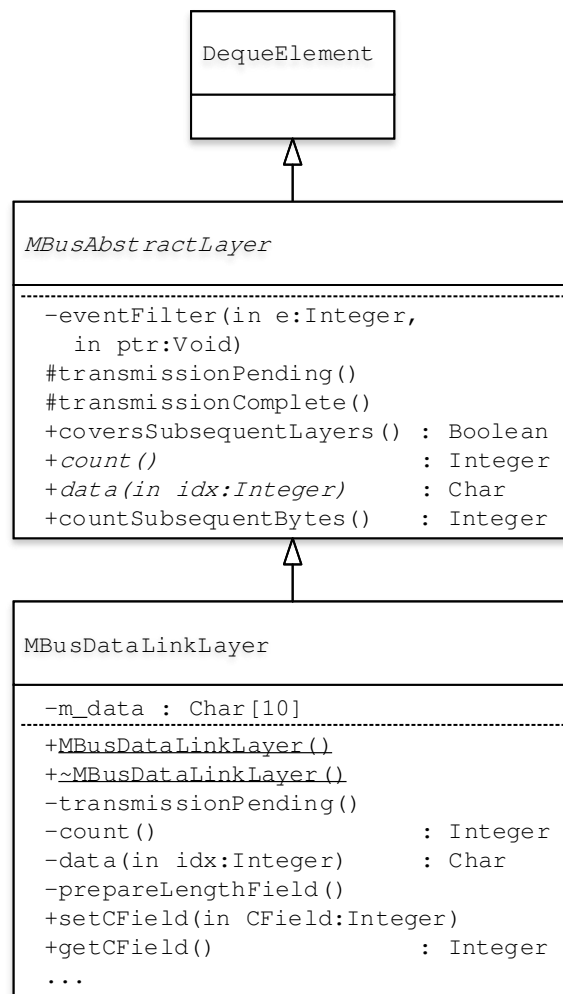 DequeElement
MBusAbstractLayer
-eventFilter(in e:Integer,
in ptr:Void)
#transmissionPending()
#transmissionComplete()
+coversSubsequentLayers() : Boolean
+count() : Integer
+data(in idx:Integer) : Char
+countSubsequentBytes() : Integer
MBusDataLinkLayer
-m_data : Char[10]
+MBusDataLinkLayer()
+~MBusDataLinkLayer()
-transmissionPending()
-count() : Integer
-data(in idx:Integer) : Char
-prepareLengthField()
+setCField(in CField:Integer)
+getCField() : Integer
...